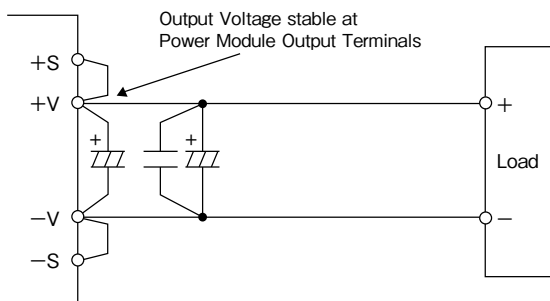 Output Voltage stable at
Power Module Output Terminals
+S
+V
+
+
+
Load
−V
−
−S